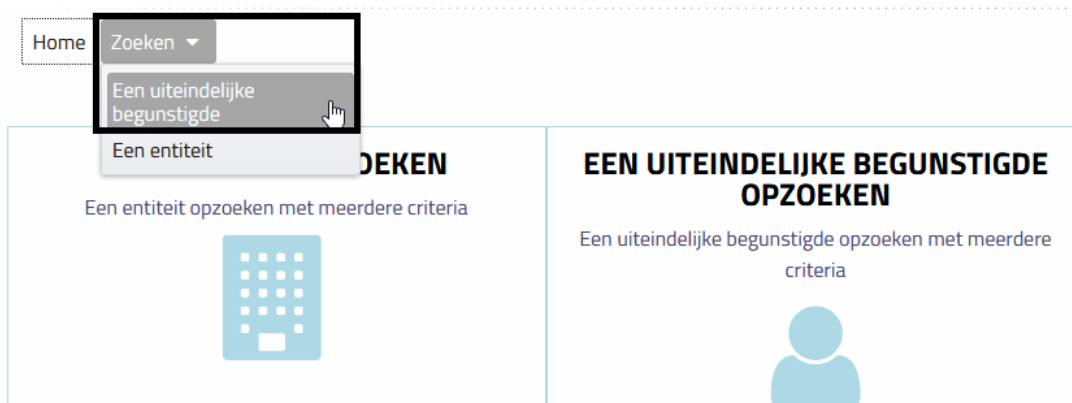 Home
Zoeken
Een uiteindelijke
begunstigde
Een entiteit
OEKEN
Een entiteit opzoeken met meerdere criteria
EEN UITEINDELIJKE BEGUNSTIGDE
OPZOEKEN
Een uiteindelijke begunstigde opzoeken met meerdere
criteria